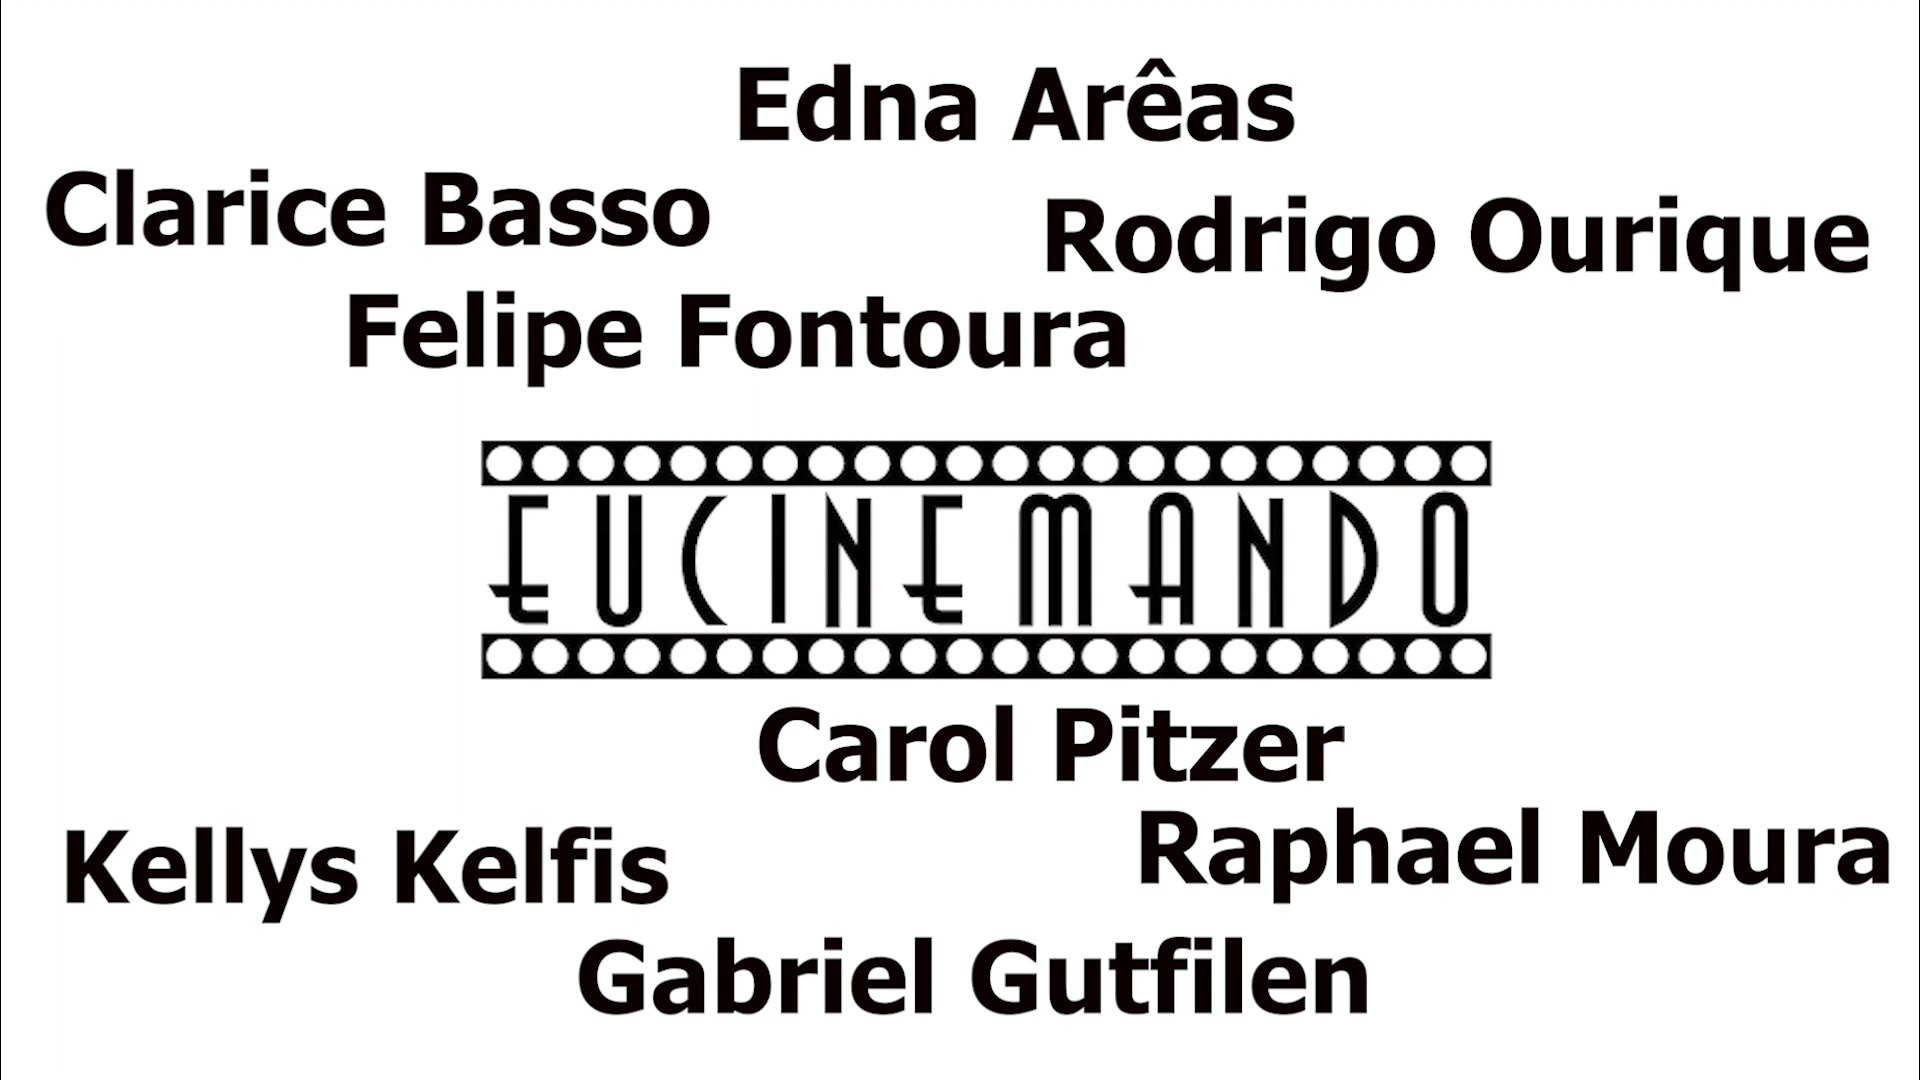 Edna Arêas
Clarice Basso
Rodrigo Ourique
Felipe Fontoura
EUCINEMANDO
Carol Pitzer
Raphael Moura
Kellys Kelfis
Gabriel Gutfilen